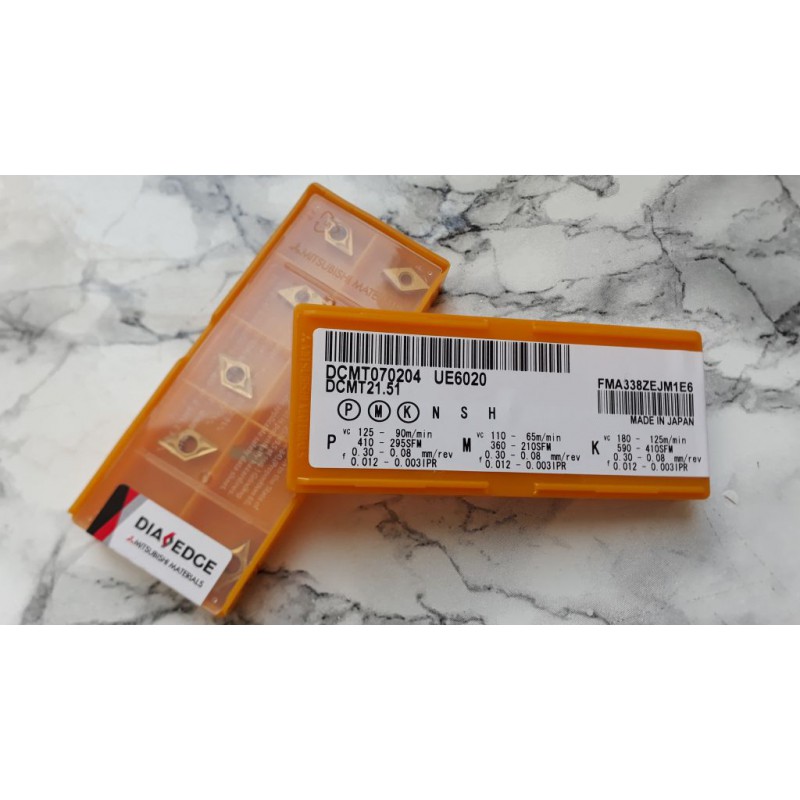 MITSUBISHI MATE
DIAEDGE
MITSUBISHI MATERIALS
DCMT070204 UE6020
DCMT21.51
FMA338ZEJM1E6
MADE IN JAPAN
P M K N S H
P vc 125 - 90m/min
410 - 295SFM
f 0.30 - 0.08 mm/rev
0.012 - 0.003IPR
M vc 110 - 65m/min
360 - 210SFM
f 0.30 - 0.08 mm/rev
0.012 - 0.003IPR
K vc 180 - 125m/min
590 - 410SFM
f 0.30 - 0.08 mm/rev
0.012 - 0.003IPR